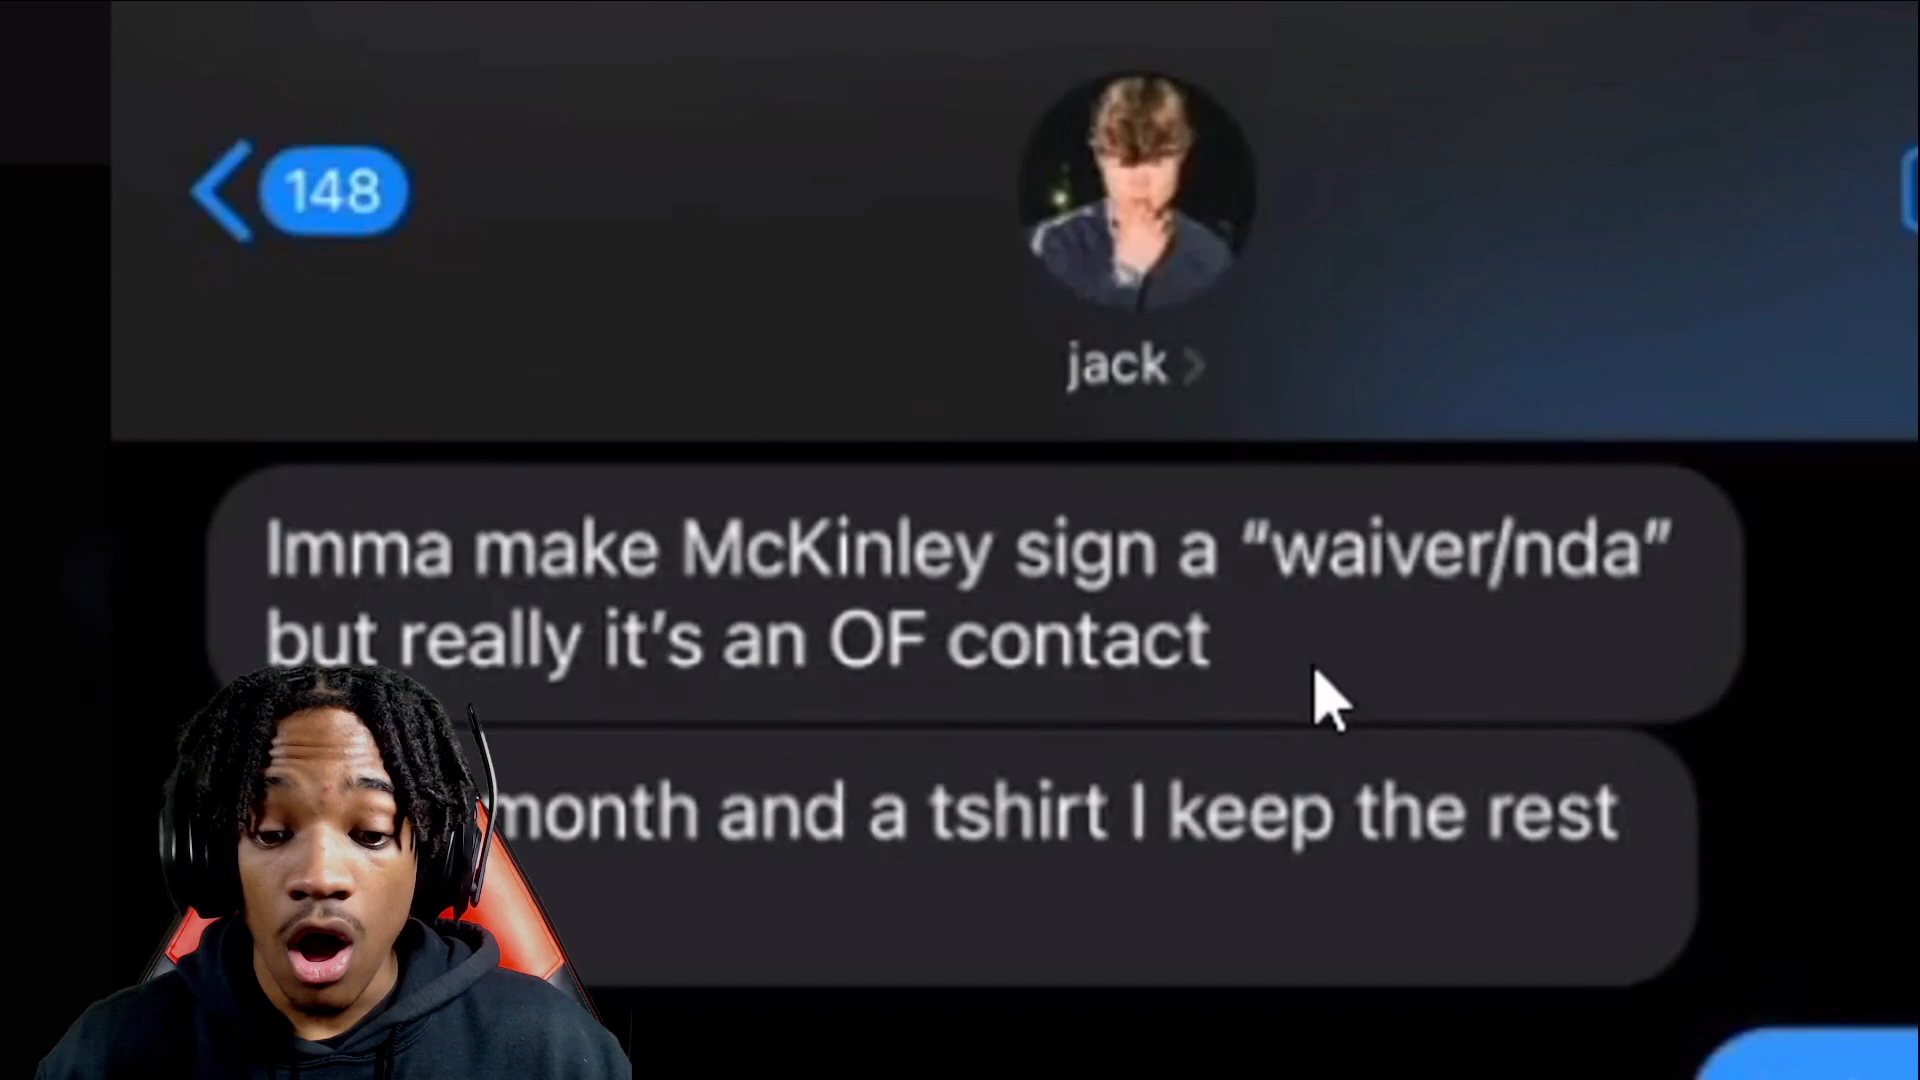 148
jack
Imma make McKinley sign a “waiver/nda”
but really it’s an OF contact
month and a tshirt I keep the rest